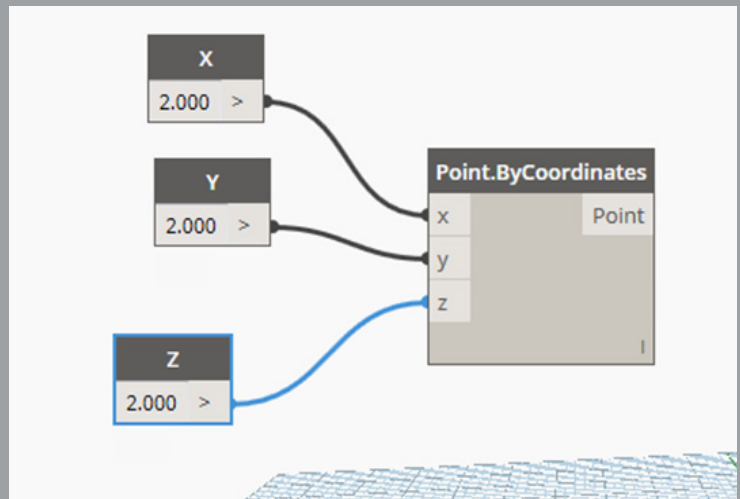 X
2.000 >
Y
2.000 >
Z
2.000 >
Point.ByCoordinates
x Point
y
z
l